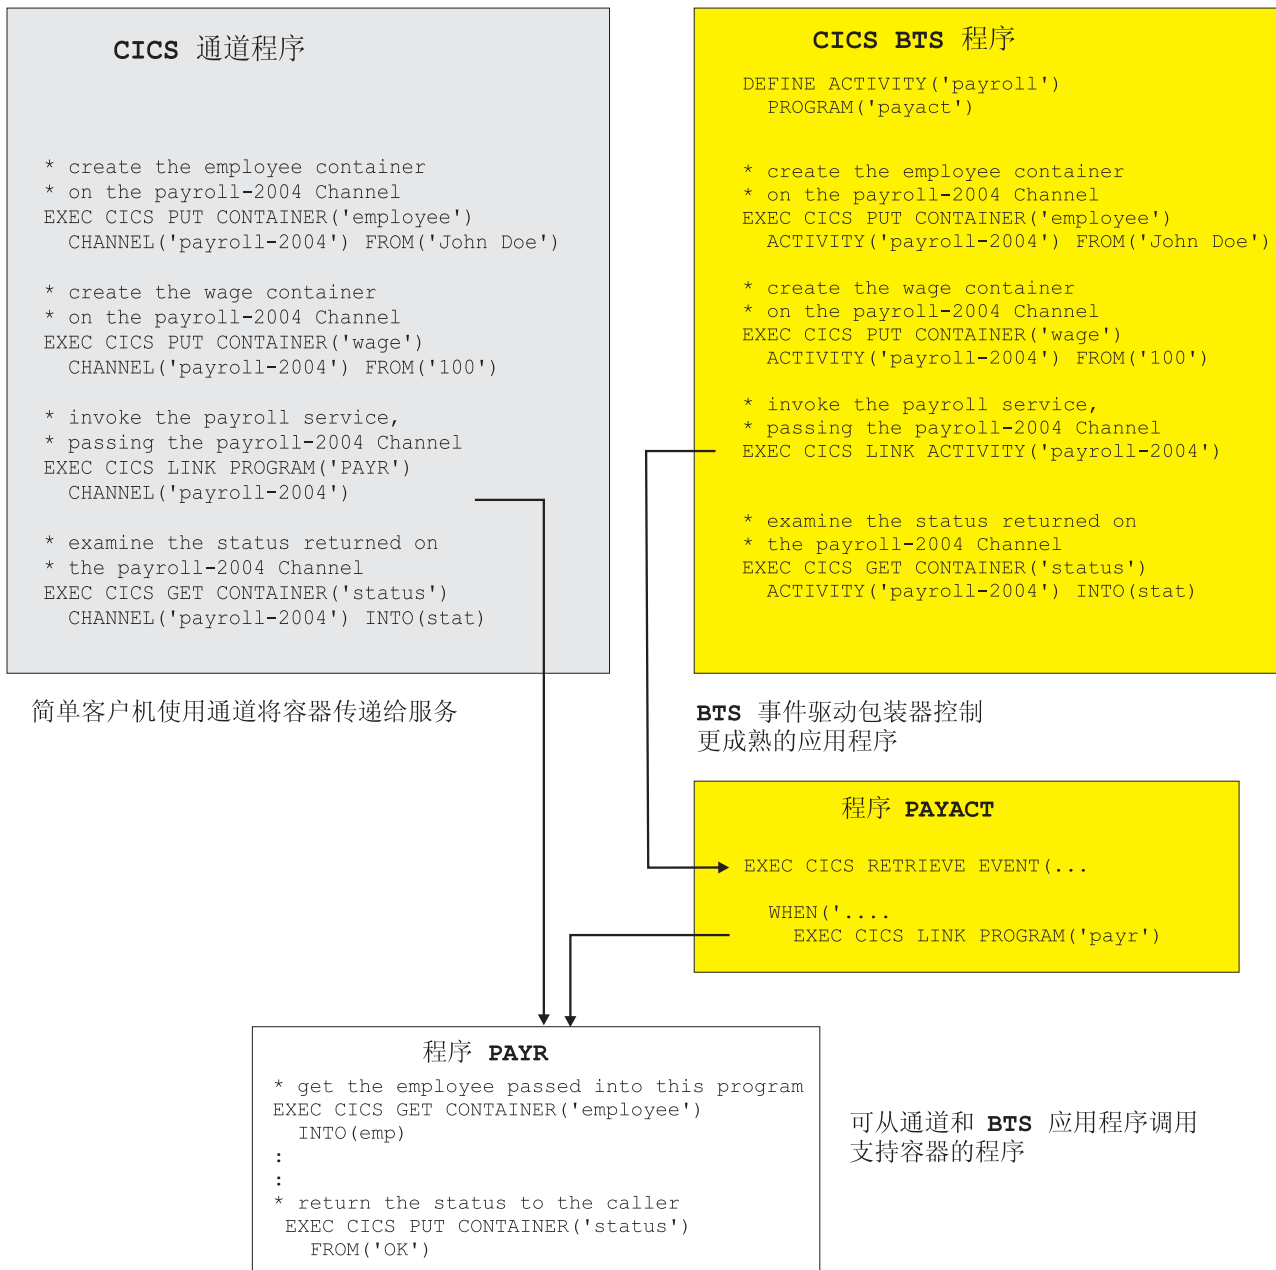 CICS 通道程序
* create the employee container
* on the payroll-2004 Channel
EXEC CICS PUT CONTAINER('employee')
CHANNEL('payroll-2004') FROM('John Doe')
* create the wage container
* on the payroll-2004 Channel
EXEC CICS PUT CONTAINER('wage')
CHANNEL('payroll-2004') FROM('100')
* invoke the payroll service,
* passing the payroll-2004 Channel
EXEC CICS LINK PROGRAM('PAYR')
CHANNEL('payroll-2004')
* examine the status returned on
* the payroll-2004 Channel
EXEC CICS GET CONTAINER('status')
CHANNEL('payroll-2004') INTO(stat)
简单客户机使用通道将容器传递给服务
CICS BTS 程序
DEFINE ACTIVITY('payroll')
PROGRAM('payact')
* create the employee container
* on the payroll-2004 Channel
EXEC CICS PUT CONTAINER('employee')
ACTIVITY('payroll-2004') FROM('John Doe')
* create the wage container
* on the payroll-2004 Channel
EXEC CICS PUT CONTAINER('wage')
ACTIVITY('payroll-2004') FROM('100')
* invoke the payroll service,
* passing the payroll-2004 Channel
EXEC CICS LINK ACTIVITY('payroll-2004')
* examine the status returned on
* the payroll-2004 Channel
EXEC CICS GET CONTAINER('status')
ACTIVITY('payroll-2004') INTO(stat)
BTS 事件驱动包装器控制
更成熟的应用程序
程序 PAYACT
EXEC CICS RETRIEVE EVENT(...
WHEN('....
EXEC CICS LINK PROGRAM('payr')
程序 PAYR
* get the employee passed into this program
EXEC CICS GET CONTAINER('employee')
INTO(emp)
:
:
* return the status to the caller
EXEC CICS PUT CONTAINER('status')
FROM('OK')
可从通道和 BTS 应用程序调用
支持容器的程序